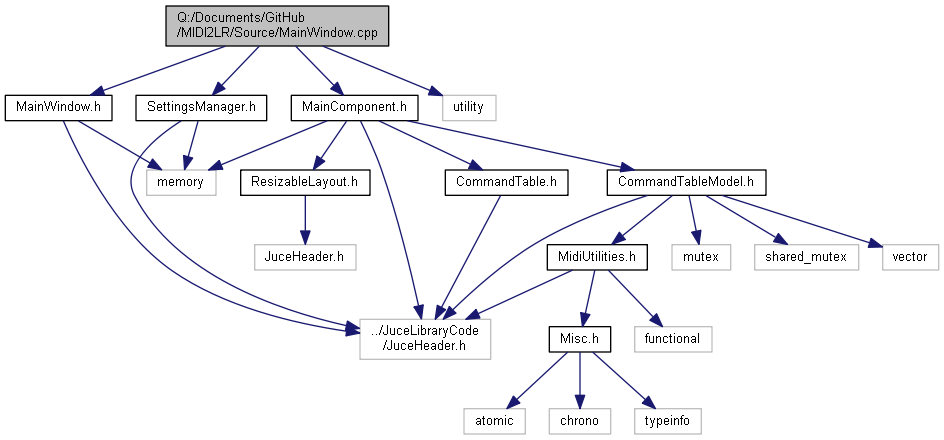 Q:/Documents/GitHub
/MIDI2LR/Source/MainWindow.cpp
MainWindow.h
SettingsManager.h
MainComponent.h
utility
memory
ResizableLayout.h
CommandTable.h
CommandTableModel.h
JuceHeader.h
MidiUtilities.h
mutex
shared_mutex
vector
../JuceLibraryCode
/JuceHeader.h
Misc.h
functional
atomic
chrono
typeinfo